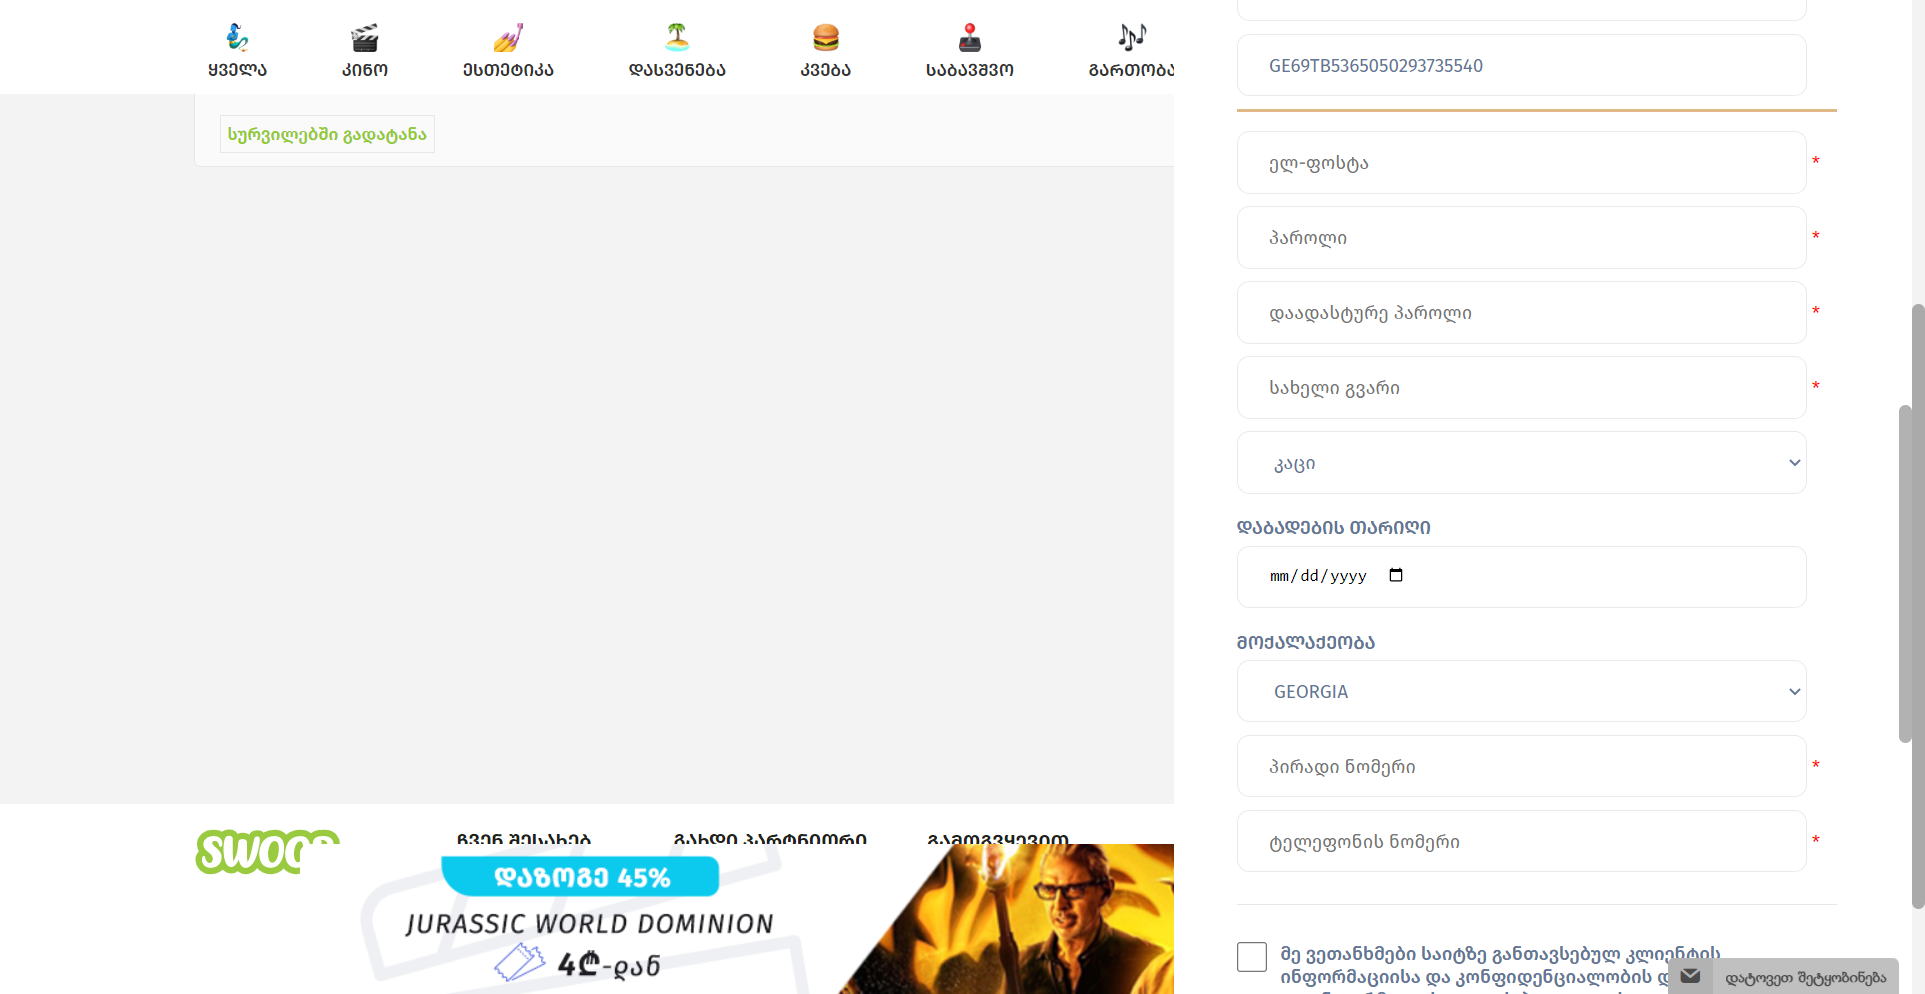 ყველა
კინო
ესთეტიკა
დასვენება
კვება
საბავშვო
გართობა
სურვილებში გადატანა
GE69TB5365050293735540
ელ-ფოსტა *
პაროლი *
დაადასტურე პაროლი *
სახელი გვარი *
კაცი
დაბადების თარიღი
mm/dd/yyyy
მოქალაქეობა
GEORGIA
პირადი ნომერი *
ტელეფონის ნომერი *
მე ვეთანხმები საიტზე განთავსებულ კლიენტის
ინფორმაციისა და კონფიდენციალობის დ
დატოვეთ შეტყობინება
SWOOP
ჩვენ შესახებ
გახდი პარტნიორი
გამოგვყევით
დაზოგე 45%
JURASSIC WORLD DOMINION
4₾-დან